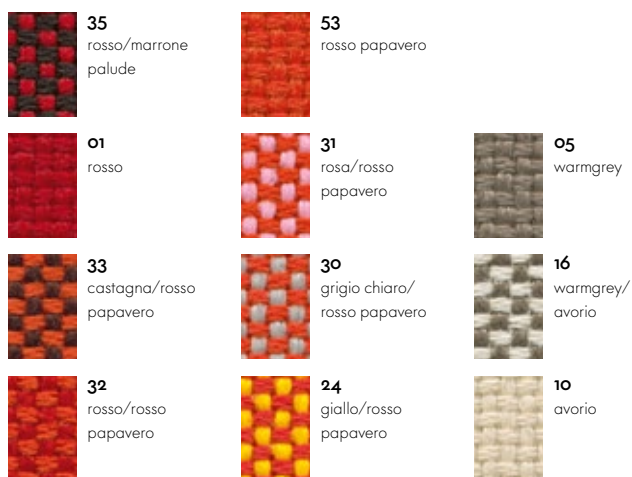 35
rosso/marrone
palude
53
rosso papavero
01
rosso
31
rosa/rosso
papavero
05
warmgrey
33
castagna/rosso
papavero
30
grigio chiaro/
rosso papavero
16
warmgrey/
avorio
32
rosso/rosso
papavero
24
giallo/rosso
papavero
10
avorio